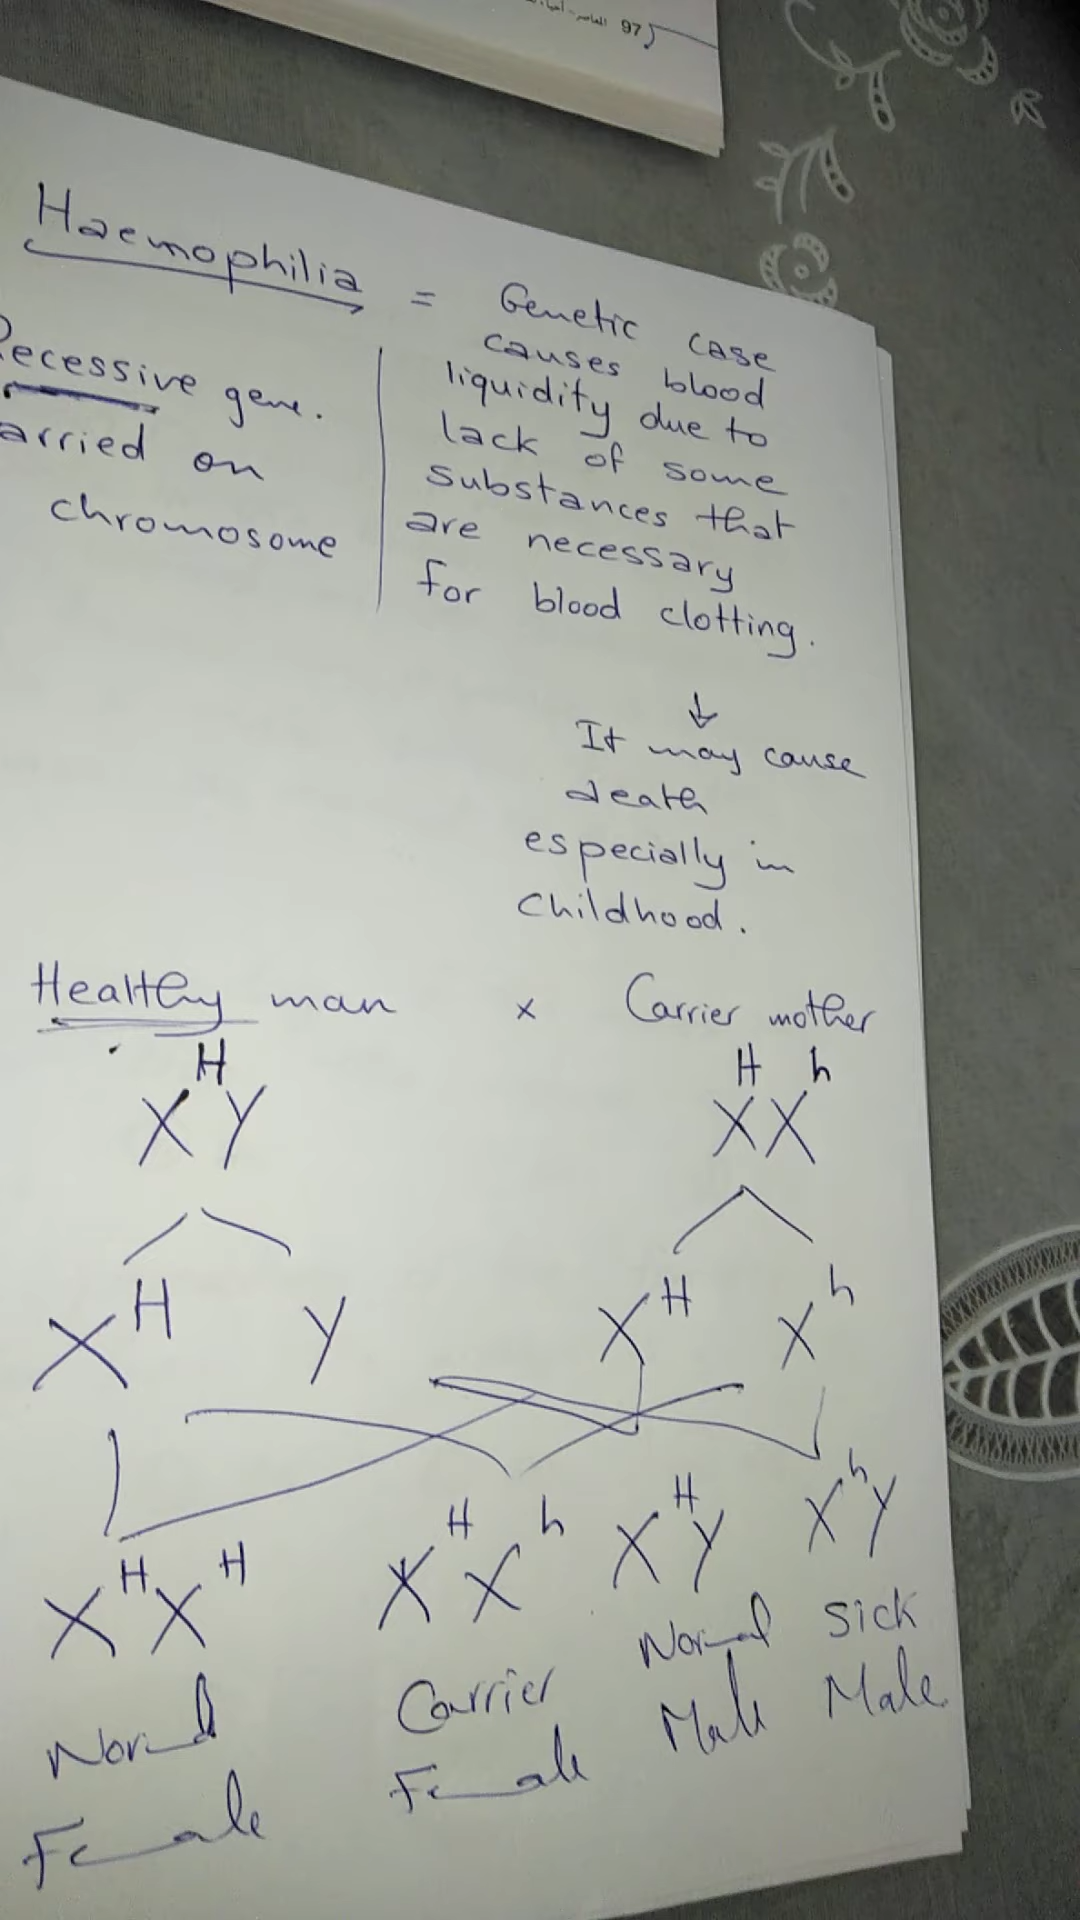 97
Haemophilia = Genetic case
causes blood
liquidity due to
lack of some
substances that
are necessary
for blood clotting.
↓
It may cause
death
especially in
childhood.
Recessive gene.
arried on
chromosome
Healthy man × Carrier mother
X^H Y X^H X^h
X^H Y X^H X^h
X^H X^H X^H X^h X^H Y X^h Y
Normal Female
Carrier Female
Normal Male
Sick Male